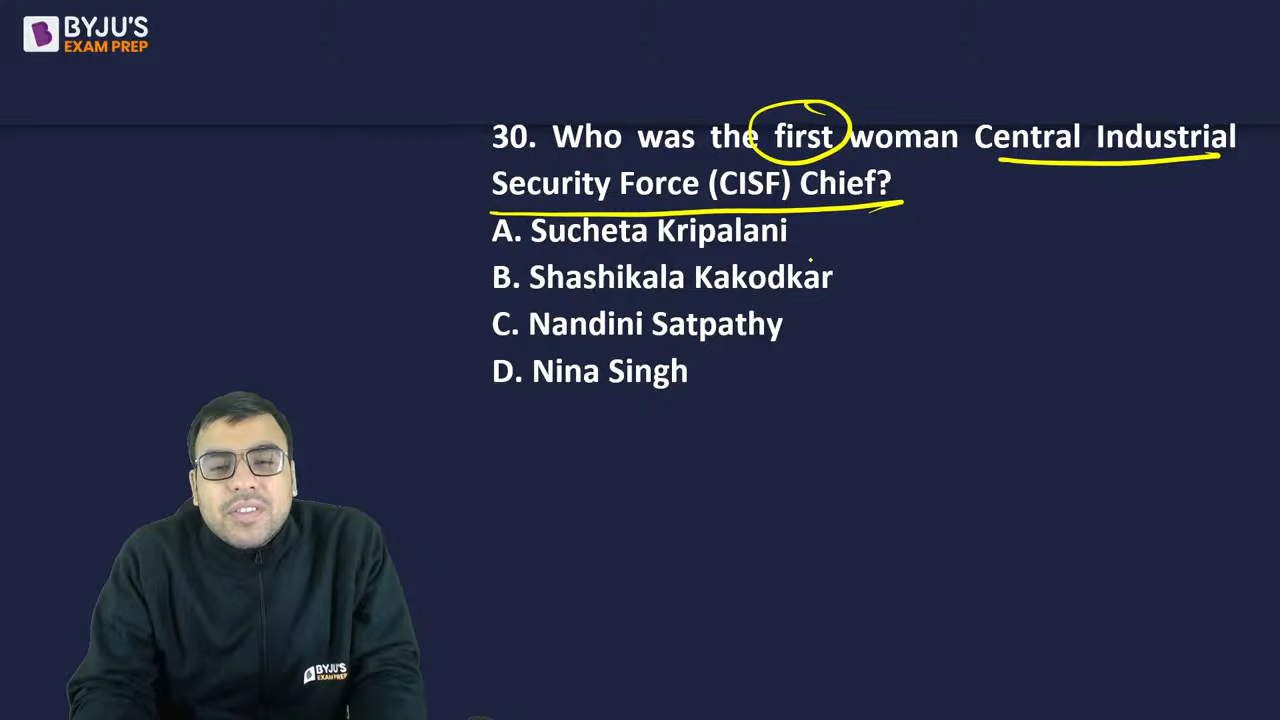 BYJU'S
EXAM PREP
30. Who was the first woman Central Industrial
Security Force (CISF) Chief?
A. Sucheta Kripalani
B. Shashikala Kakodkar
C. Nandini Satpathy
D. Nina Singh
BYJU'S
EXAM PREP